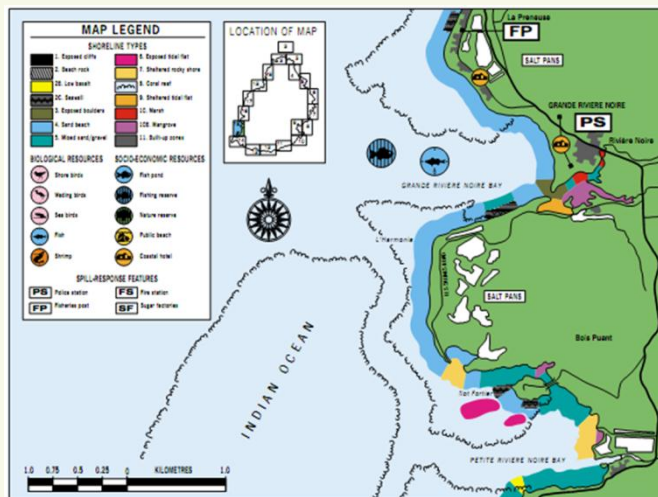 MAP LEGEND
SHORELINE TYPES
1. Exposed cliffs
2. Beach rock
2B. Low basalt
2C. Seawall
3. Exposed boulders
4. Sand beach
5. Mixed sand/gravel
6. Exposed tidal flat
7. Sheltered rocky shore
8. Coral reef
9. Sheltered tidal flat
10. Marsh
10B. Mangrove
11. Built-up zones
BIOLOGICAL RESOURCES
Shore birds
Wading birds
Sea birds
Fish
Shrimp
SOCIO-ECONOMIC RESOURCES
Fish pond
Fishing reserve
Nature reserve
Public beach
Coastal hotel
SPILL-RESPONSE FEATURES
PS Police station
FP Fisheries post
FS Fire station
SF Sugar factories
LOCATION OF MAP
La Preneuse
FP
SALT PANS
GRANDE RIVIERE NOIRE
PS
Rivière Noire
GRANDE RIVIERE NOIRE BAY
L'Harmonie
SALT PANS
Bois Puant
INDIAN OCEAN
Ilot Fortier
PETITE RIVIERE NOIRE BAY
1.0 0.75 0.5 0.25 0 KILOMETRES 1.0